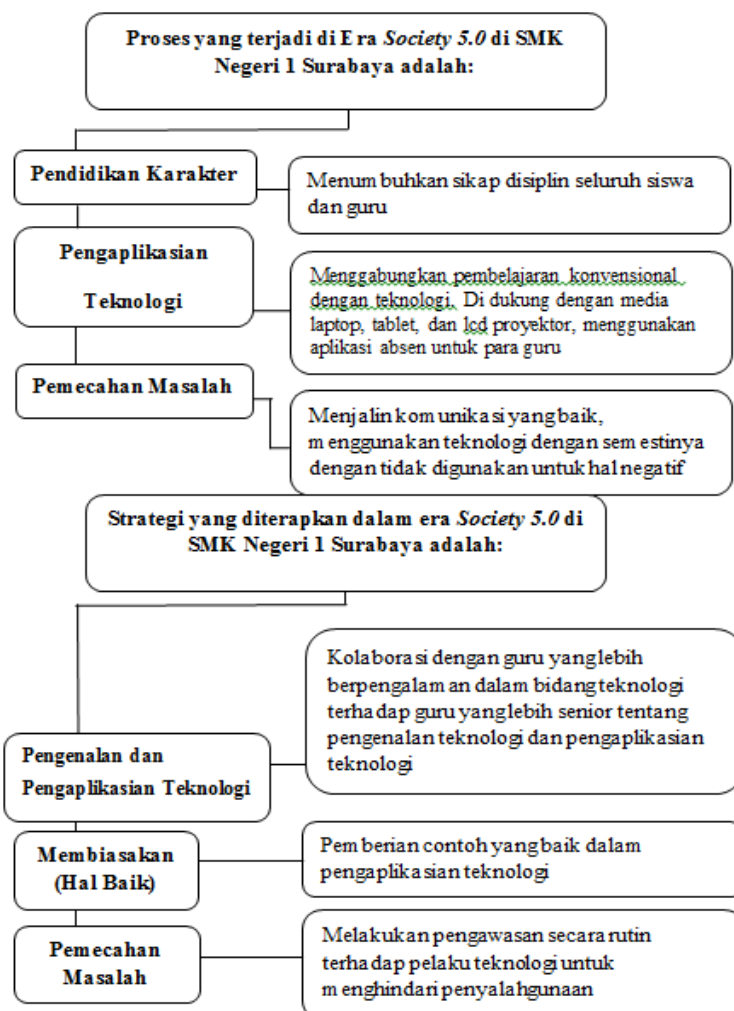 Proses yang terjadi di Era Society 5.0 di SMK
Negeri 1 Surabaya adalah:
Pendidikan Karakter
Menumbuhkan sikap disiplin seluruh siswa
dan guru
Pengaplikasian
Teknologi
Menggabungkan pembelajaran konvensional
dengan teknologi. Di dukung dengan media
laptop, tablet, dan lcd proyektor, menggunakan
aplikasi absen untuk para guru
Pemecahan Masalah
Menjalin komunikasi yang baik,
menggunakan teknologi dengan semestinya
dengan tidak digunakan untuk hal negatif
Strategi yang diterapkan dalam era Society 5.0 di
SMK Negeri 1 Surabaya adalah:
Kolaborasi dengan guru yang lebih
berpengalaman dalam bidang teknologi
terhadap guru yang lebih senior tentang
pengenalan teknologi dan pengaplikasian
teknologi
Pengenalan dan
Pengaplikasian Teknologi
Membiasakan
(Hal Baik)
Pemberian contoh yang baik dalam
pengaplikasian teknologi
Pemecahan
Masalah
Melakukan pengawasan secara rutin
terhadap pelaku teknologi untuk
menghindari penyalahgunaan